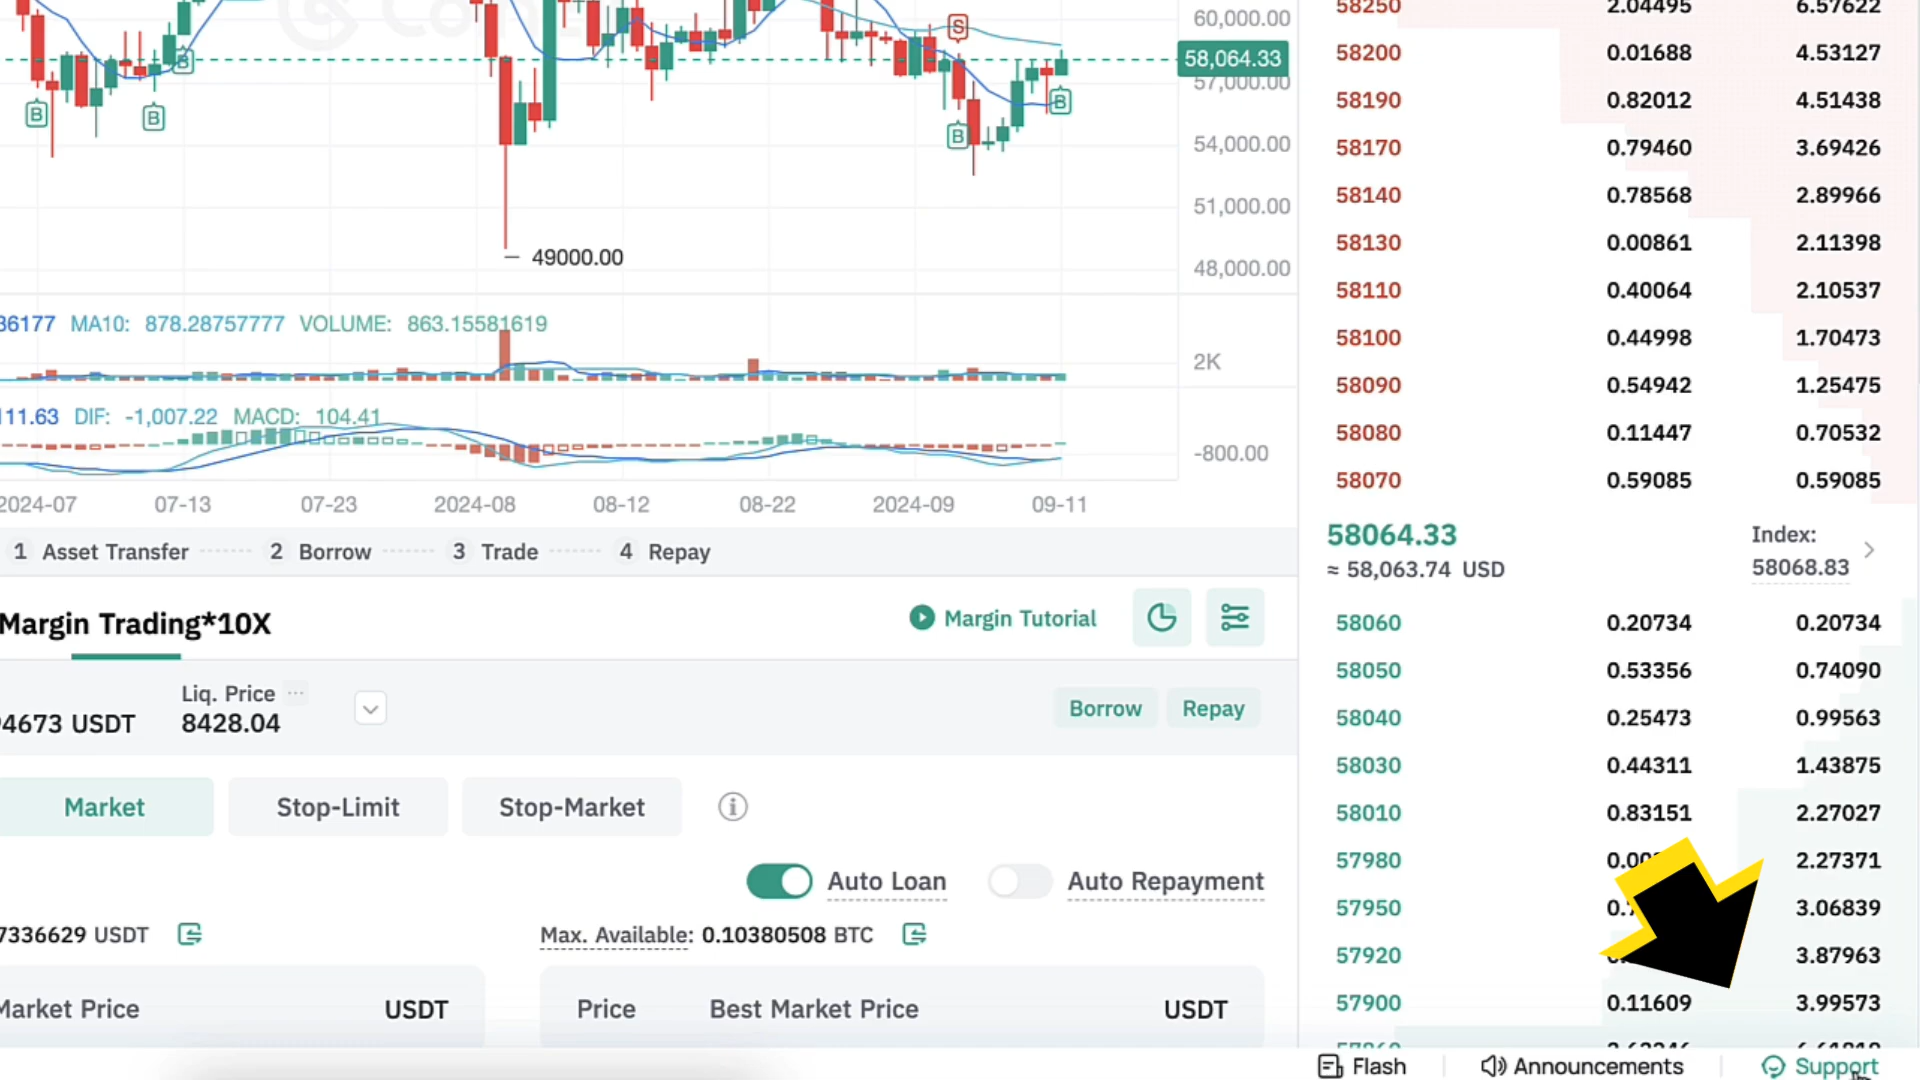 60,000.00
58,064.33
57,000.00
54,000.00
51,000.00
48,000.00
S
B
B
B
B
B
49000.00
36177 MA10: 878.28757777 VOLUME: 863.15581619
2K
111.63 DIF: -1,007.22 MACD: 104.41
-800.00
2024-07 07-13 07-23 2024-08 08-12 08-22 2024-09 09-11
1 Asset Transfer 2 Borrow 3 Trade 4 Repay
Margin Trading*10X
Margin Tutorial
Liq. Price ...
4673 USDT 8428.04
Borrow Repay
Market Stop-Limit Stop-Market
Auto Loan Auto Repayment
7336629 USDT
Max. Available: 0.10380508 BTC
Market Price USDT
Price Best Market Price USDT
58250 2.04495 6.57622
58200 0.01688 4.53127
58190 0.82012 4.51438
58170 0.79460 3.69426
58140 0.78568 2.89966
58130 0.00861 2.11398
58110 0.40064 2.10537
58100 0.44998 1.70473
58090 0.54942 1.25475
58080 0.11447 0.70532
58070 0.59085 0.59085
58064.33
≈ 58,063.74 USD
Index:
58068.83
58060 0.20734 0.20734
58050 0.53356 0.74090
58040 0.25473 0.99563
58030 0.44311 1.43875
58010 0.83151 2.27027
57980 2.27371
57950 3.06839
57920 3.87963
57900 0.11609 3.99573
Flash Announcements Support